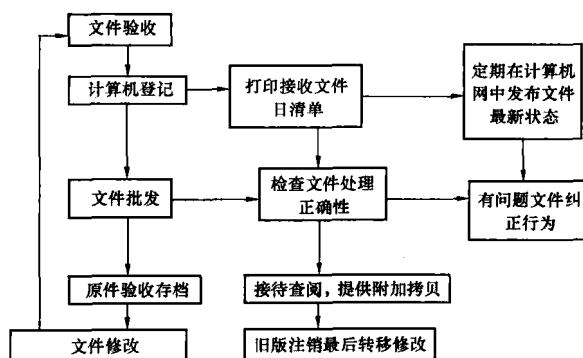 文件验收
计算机登记
打印接收文件
日清单
定期在计算机
网中发布文件
最新状态
文件批发
检查文件处理
正确性
有问题文件纠
正行为
原件验收存档
接待查阅，提供附加拷贝
文件修改
旧版注销最后转移修改